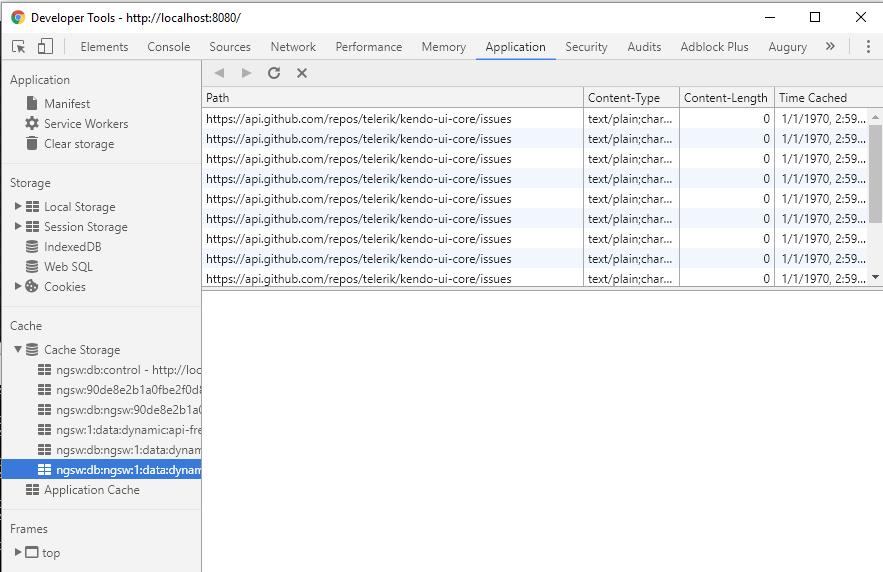 Developer Tools - http://localhost:8080/
Elements Console Sources Network Performance Memory Application Security Audits Adblock Plus Augury »
Application
Manifest
Service Workers
Clear storage
Storage
Local Storage
Session Storage
IndexedDB
Web SQL
Cookies
Cache
Cache Storage
ngsw:db:control - http://loc
ngsw:90de8e2b1a0fbe2f0d8
ngsw:db:ngsw:90de8e2b1a0
ngsw:1:data:dynamic:api-fre
ngsw:db:ngsw:1:data:dynam
ngsw:db:ngsw:1:data:dynam
Application Cache
Frames
top
Path Content-Type Content-Length Time Cached
https://api.github.com/repos/telerik/kendo-ui-core/issues text/plain;char... 0 1/1/1970, 2:59...
https://api.github.com/repos/telerik/kendo-ui-core/issues text/plain;char... 0 1/1/1970, 2:59...
https://api.github.com/repos/telerik/kendo-ui-core/issues text/plain;char... 0 1/1/1970, 2:59...
https://api.github.com/repos/telerik/kendo-ui-core/issues text/plain;char... 0 1/1/1970, 2:59...
https://api.github.com/repos/telerik/kendo-ui-core/issues text/plain;char... 0 1/1/1970, 2:59...
https://api.github.com/repos/telerik/kendo-ui-core/issues text/plain;char... 0 1/1/1970, 2:59...
https://api.github.com/repos/telerik/kendo-ui-core/issues text/plain;char... 0 1/1/1970, 2:59...
https://api.github.com/repos/telerik/kendo-ui-core/issues text/plain;char... 0 1/1/1970, 2:59...
https://api.github.com/repos/telerik/kendo-ui-core/issues text/plain;char... 0 1/1/1970, 2:59...